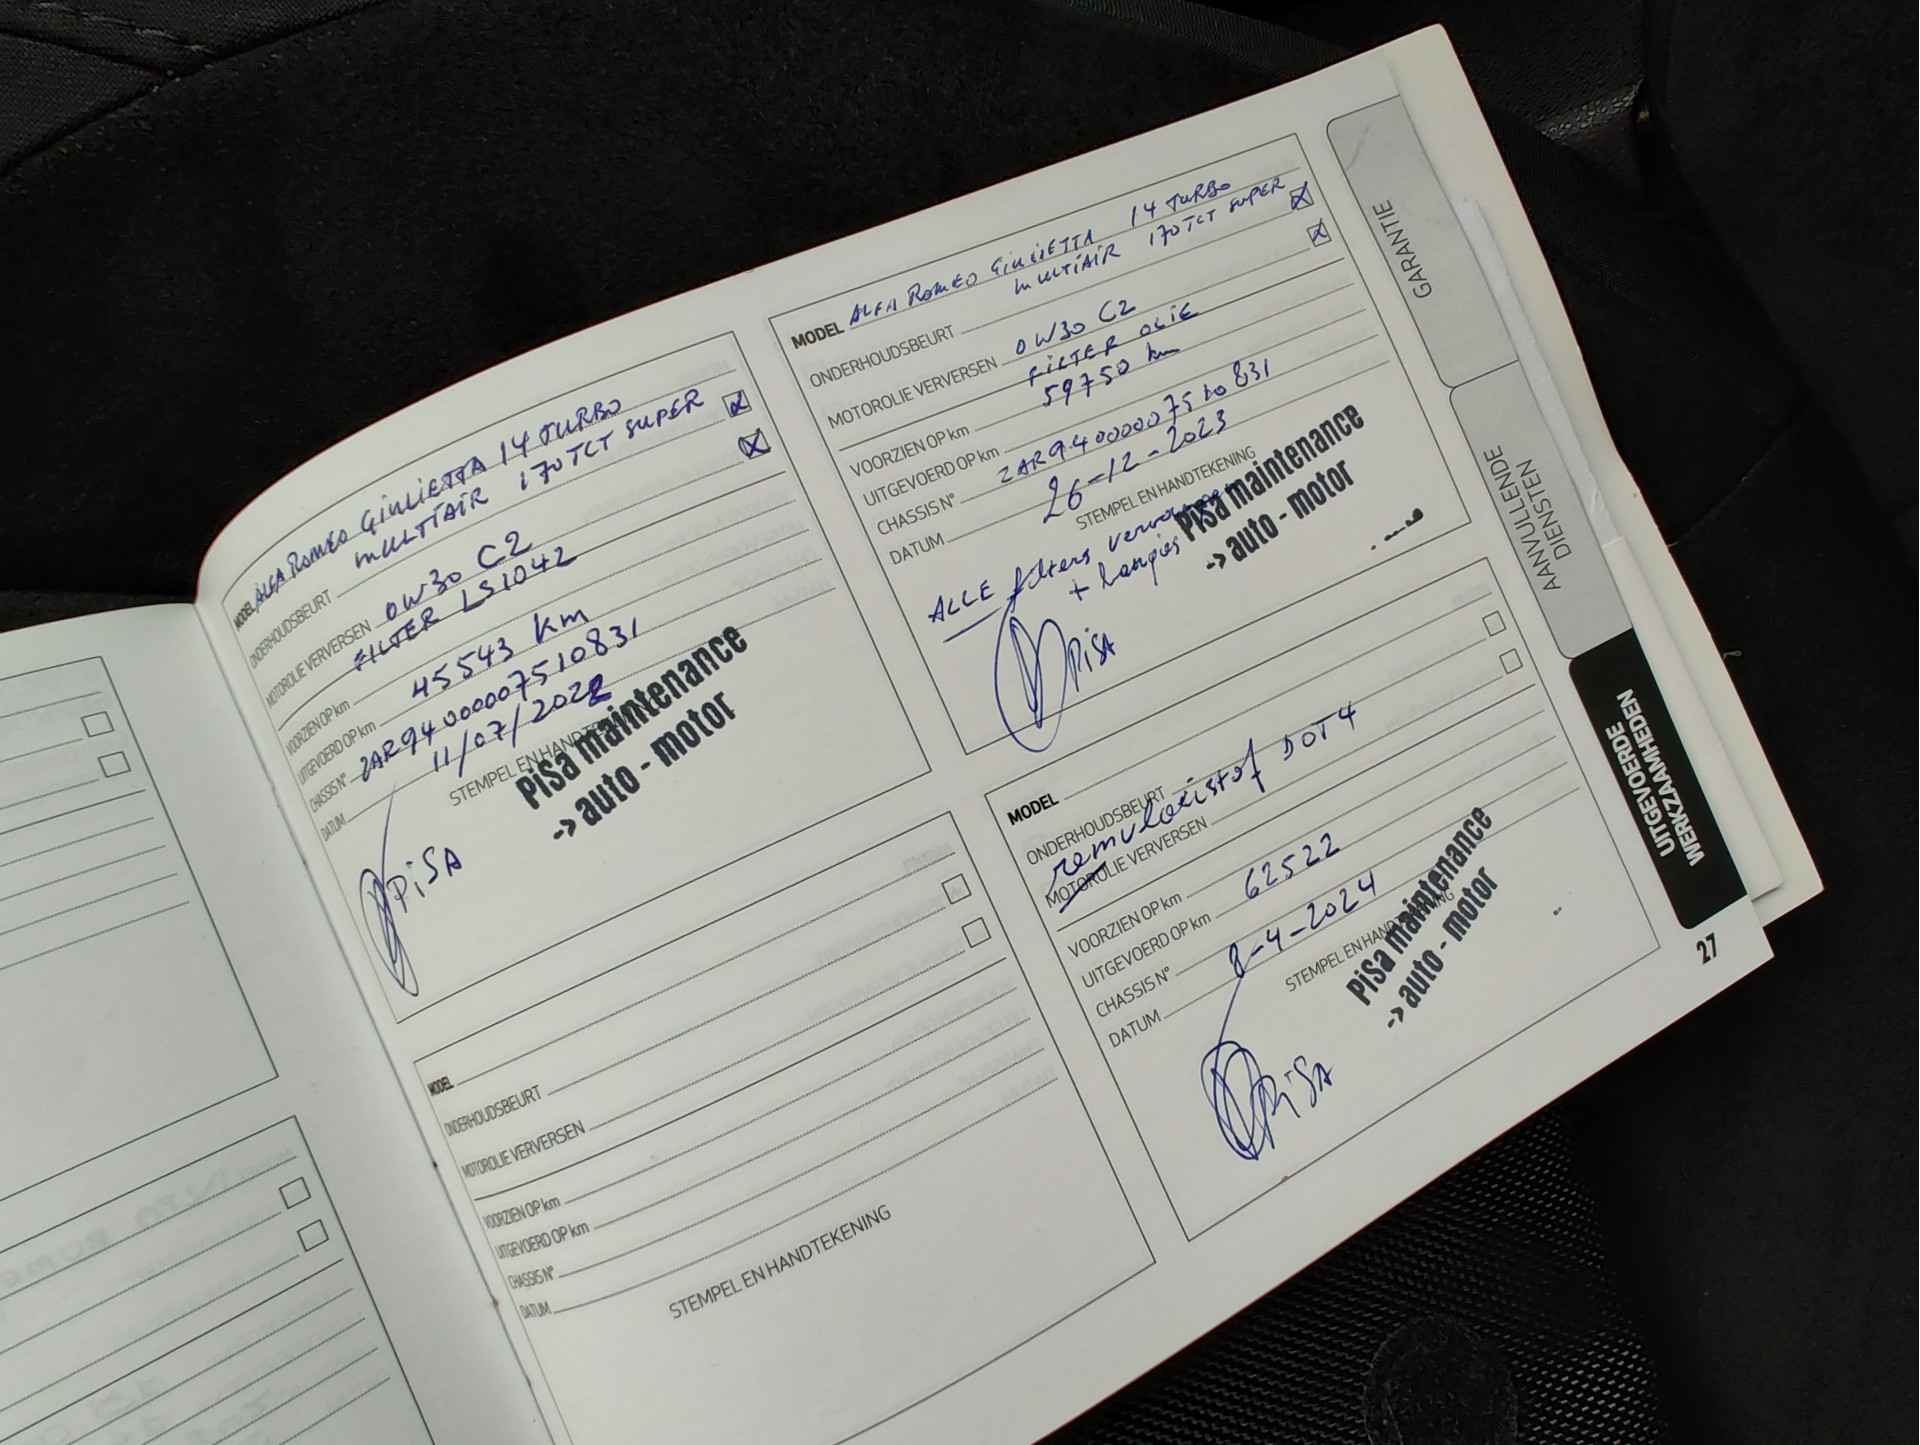 MODEL ALFA ROMEO GIULIETTA 14 TURBO
MULTIAIR 170 TCT SUPER
ONDERHOUDSBEURT
MOTOROLIE VERVERSEN 0W30 C2
FILTER LS1042
VOORZIEN OP km
UITGEVOERD OP km 45543 km
CHASSIS N° ZAR94000007510831
DATUM 11/07/2022
STEMPEL EN HANDTEKENING
PiSa maintenance
-> auto - motor
PiSA
MODEL
ONDERHOUDSBEURT
MOTOROLIE VERVERSEN
VOORZIEN OP km
UITGEVOERD OP km
CHASSIS N°
DATUM
STEMPEL EN HANDTEKENING
MODEL ALFA ROMEO GIULIETTA 14 TURBO
MULTIAIR 170 TCT SUPER
ONDERHOUDSBEURT
MOTOROLIE VERVERSEN 0W30 C2
FILTER OLIE
VOORZIEN OP km 59750 km
UITGEVOERD OP km
CHASSIS N° ZAR94000007510831
DATUM 26-12-2023
STEMPEL EN HANDTEKENING
PiSa maintenance
-> auto - motor
ALLE filters
+
PiSA
MODEL
ONDERHOUDSBEURT
remvloeistof DOT4
MOTOROLIE VERVERSEN
VOORZIEN OP km
UITGEVOERD OP km 62522
CHASSIS N°
DATUM 8-4-2024
STEMPEL EN HANDTEKENING
PiSa maintenance
-> auto - motor
PiSA
GARANTIE
AANVULLENDE
DIENSTEN
UITGEVOERDE
WERKZAAMHEDEN
27